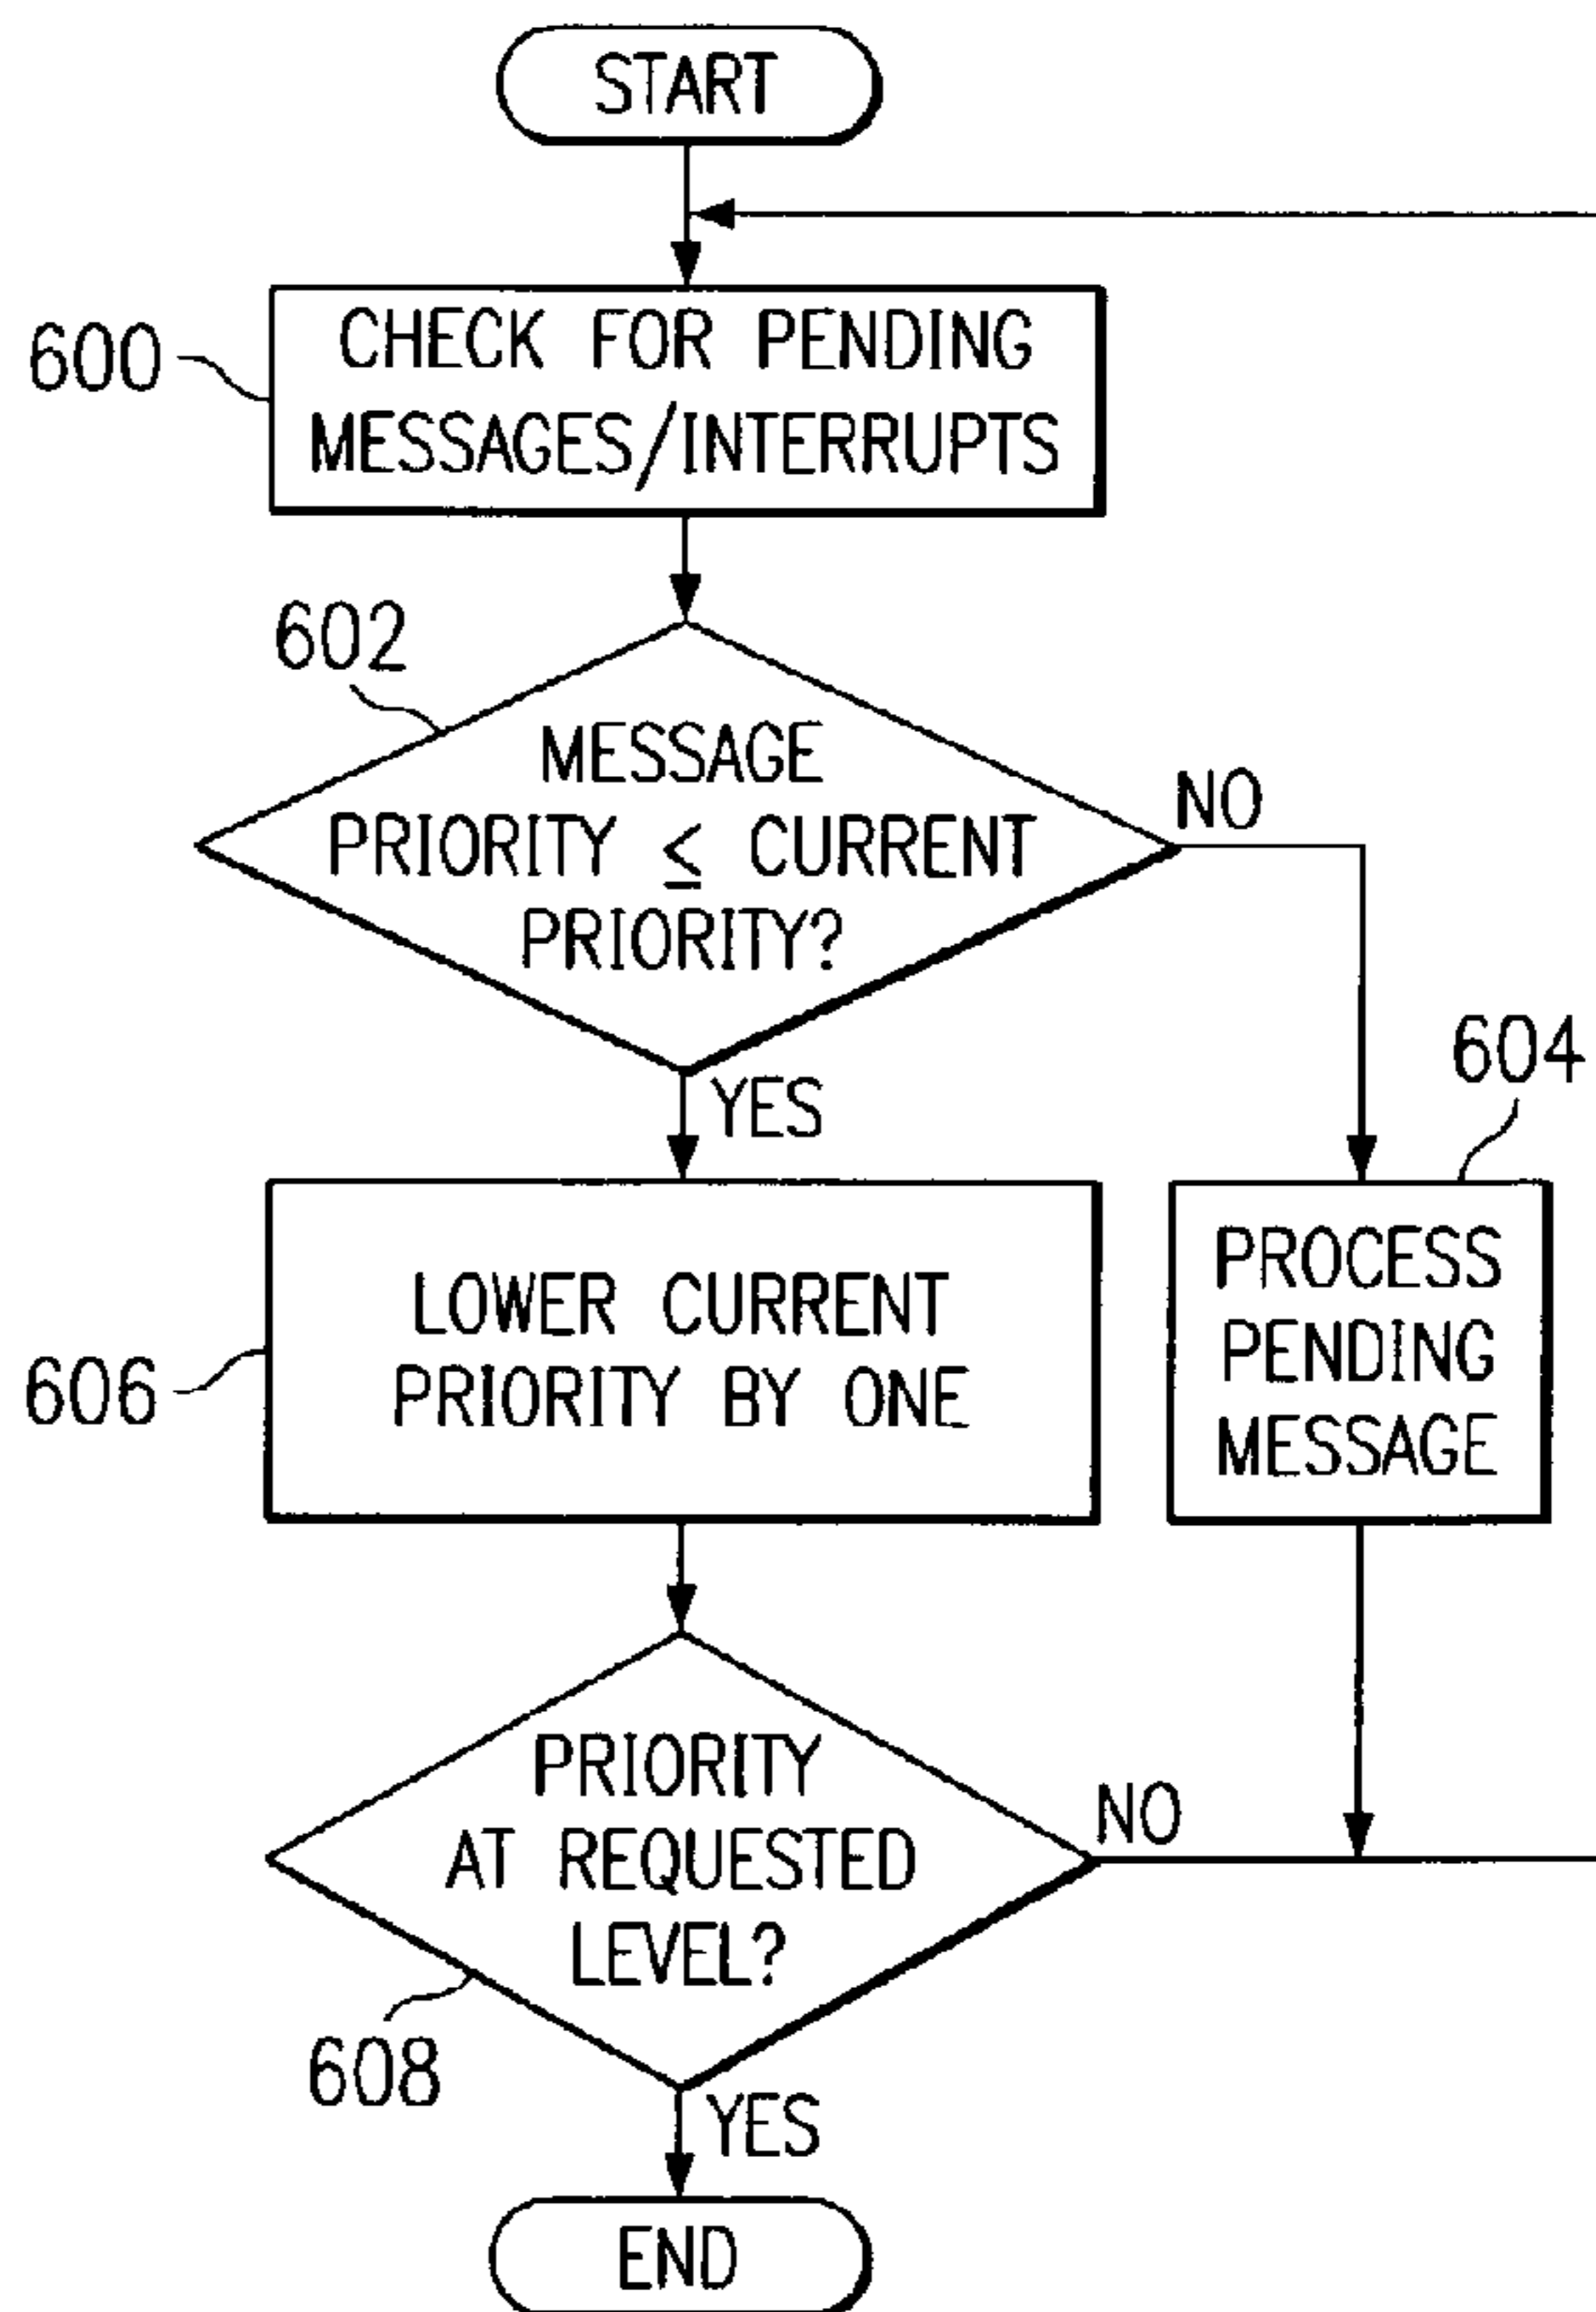 START
CHECK FOR PENDING
MESSAGES/INTERRUPTS
600
602
MESSAGE
PRIORITY ≤ CURRENT
PRIORITY?
NO
YES
604
PROCESS
PENDING
MESSAGE
LOWER CURRENT
PRIORITY BY ONE
606
PRIORITY
AT REQUESTED
LEVEL?
NO
608
YES
END